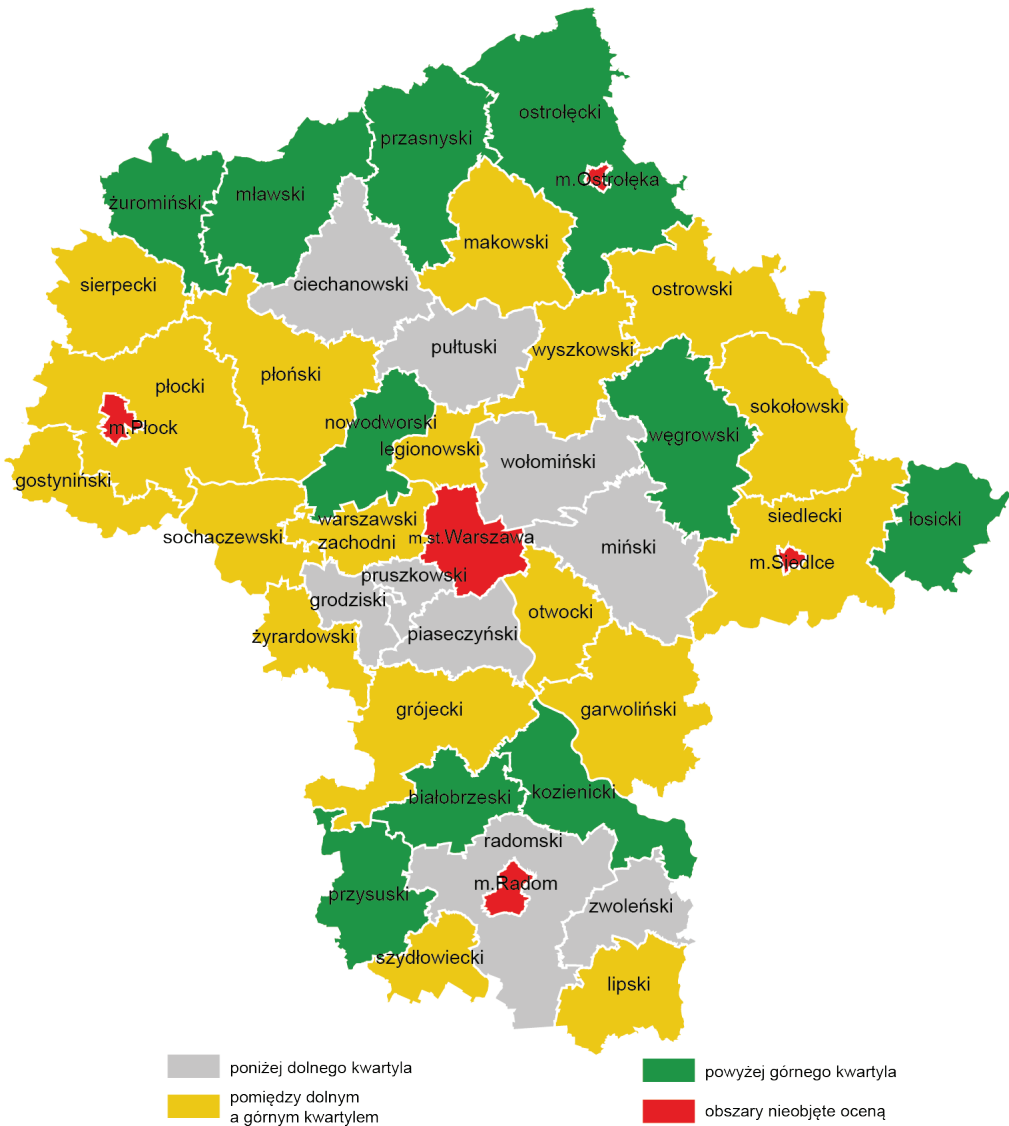 ostrołęcki
przasnyski
m.Ostrołęka
mławski
żuromiński
makowski
sierpecki
ciechanowski
ostrowski
pułtuski
wyszkowski
płocki
płoński
sokołowski
nowodworski
m.Płock
węgrowski
legionowski
wołomiński
gostyniński
siedlecki
łosicki
warszawski
zachodni
sochaczewski
m.st.Warszawa
miński
m.Siedlce
pruszkowski
grodziski
otwocki
żyrardowski
piaseczyński
grójecki
garwoliński
białobrzeski
kozienicki
radomski
m.Radom
przysuski
zwoleński
szydłowiecki
lipski
poniżej dolnego kwartyla
pomiędzy dolnym
a górnym kwartylem
powyżej górnego kwartyla
obszary nieobjęte oceną